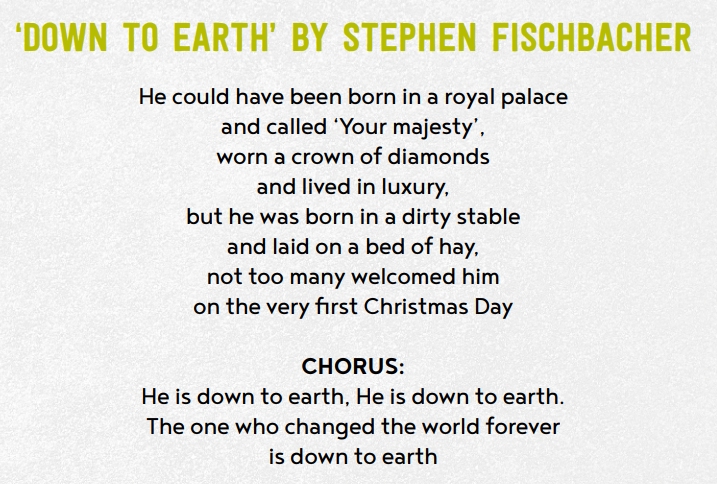 ‘DOWN TO EARTH’ BY STEPHEN FISCHBACHER
He could have been born in a royal palace
and called ‘Your majesty’,
worn a crown of diamonds
and lived in luxury,
but he was born in a dirty stable
and laid on a bed of hay,
not too many welcomed him
on the very first Christmas Day
CHORUS:
He is down to earth, He is down to earth.
The one who changed the world forever
is down to earth